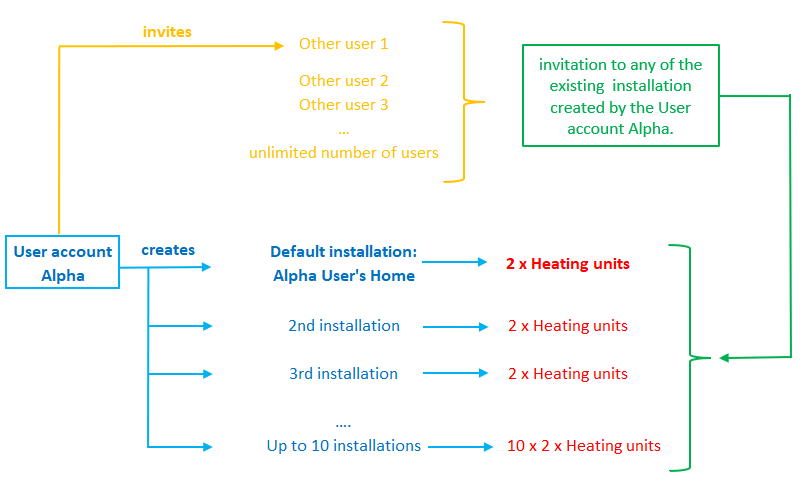 invites
Other user 1
Other user 2
Other user 3
...
unlimited number of users
invitation to any of the
existing installation
created by the User
account Alpha.
User account
Alpha
creates
Default installation:
Alpha User's Home
2 x Heating units
2nd installation
2 x Heating units
3rd installation
2 x Heating units
....
Up to 10 installations
10 x 2 x Heating units